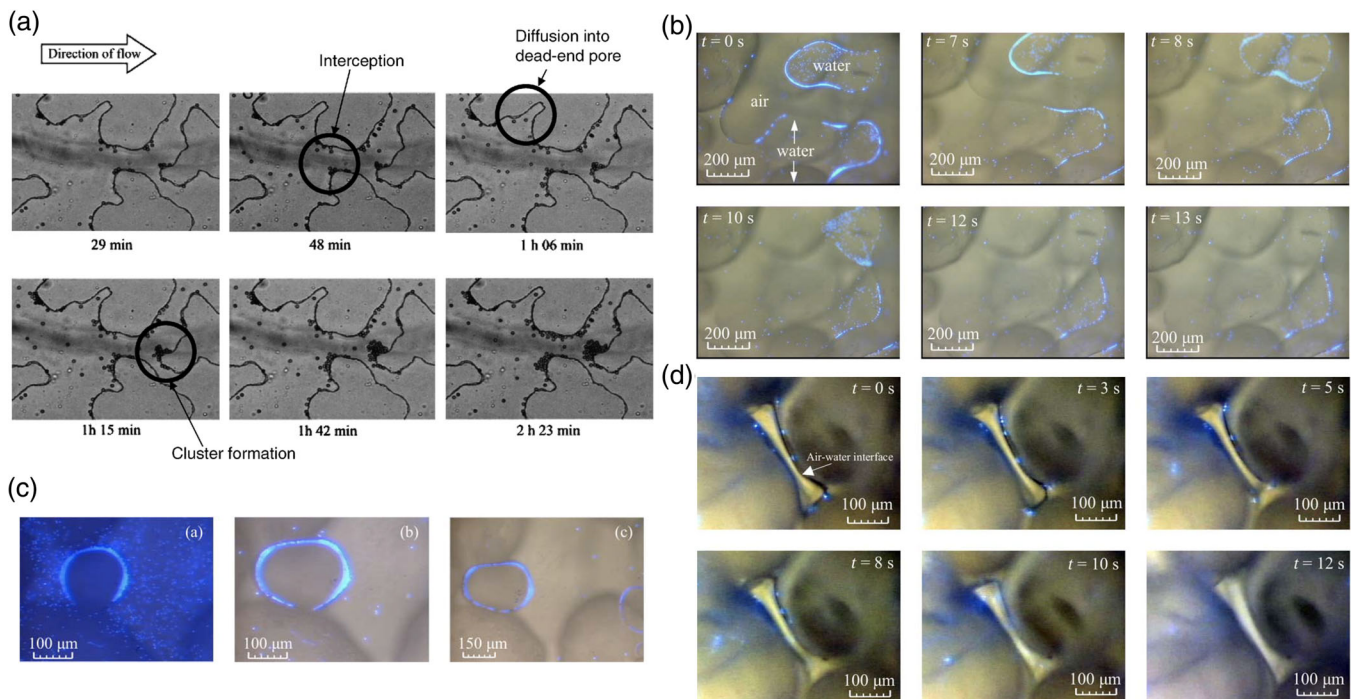 (a)
Direction of flow
Interception
Diffusion into
dead-end pore
29 min
48 min
1 h 06 min
1h 15 min
1h 42 min
2 h 23 min
Cluster formation
(b)
t = 0 s
water
air
water
200 μm
t = 7 s
200 μm
t = 8 s
200 μm
t = 10 s
200 μm
t = 12 s
200 μm
t = 13 s
200 μm
(c)
(a)
100 μm
(b)
100 μm
(c)
150 μm
(d)
t = 0 s
Air-water interface
100 μm
t = 3 s
100 μm
t = 5 s
100 μm
t = 8 s
100 μm
t = 10 s
100 μm
t = 12 s
100 μm